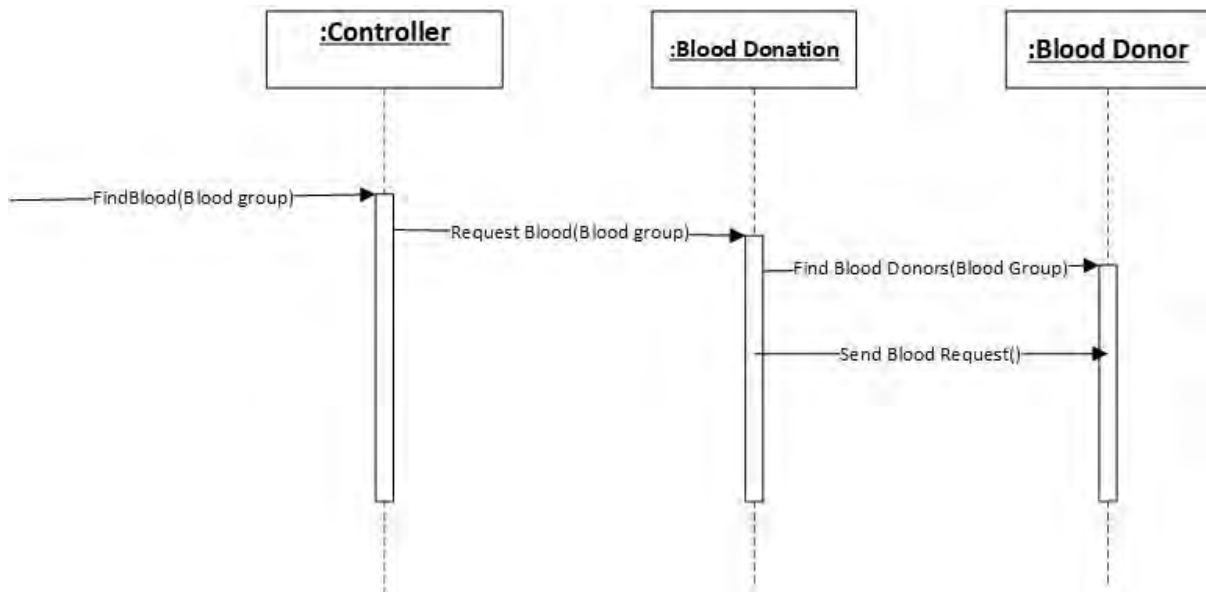 :Controller
:Blood Donation
:Blood Donor
FindBlood(Blood group)
Request Blood(Blood group)
Find Blood Donors(Blood Group)
Send Blood Request()